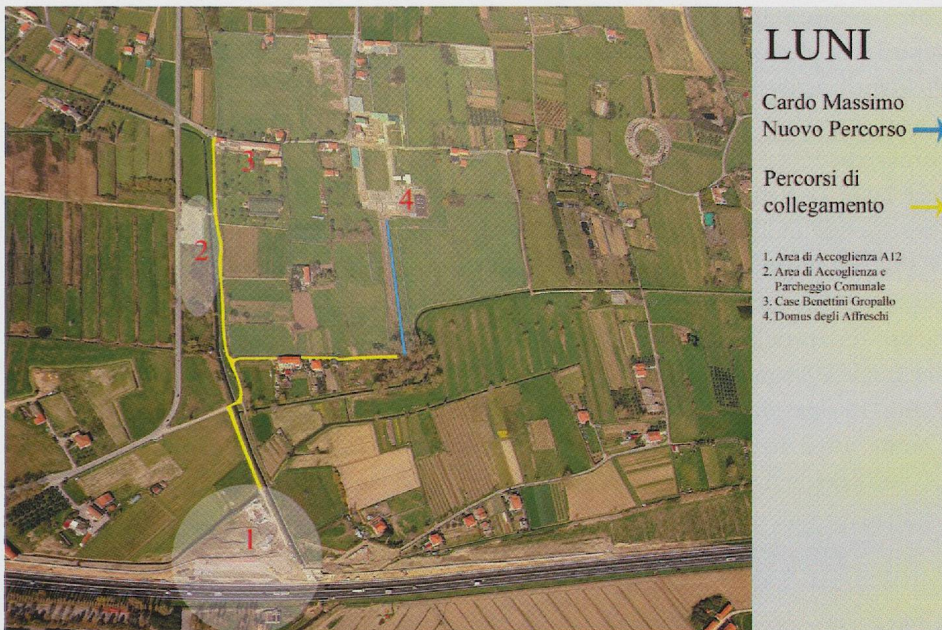 LUNI
Cardo Massimo
Nuovo Percorso
Percorsi di
collegamento
1. Area di Accoglienza A12
2. Area di Accoglienza e
Parcheggio Comunale
3. Case Benettini Gropallo
4. Domus degli Affreschi
3
4
2
1